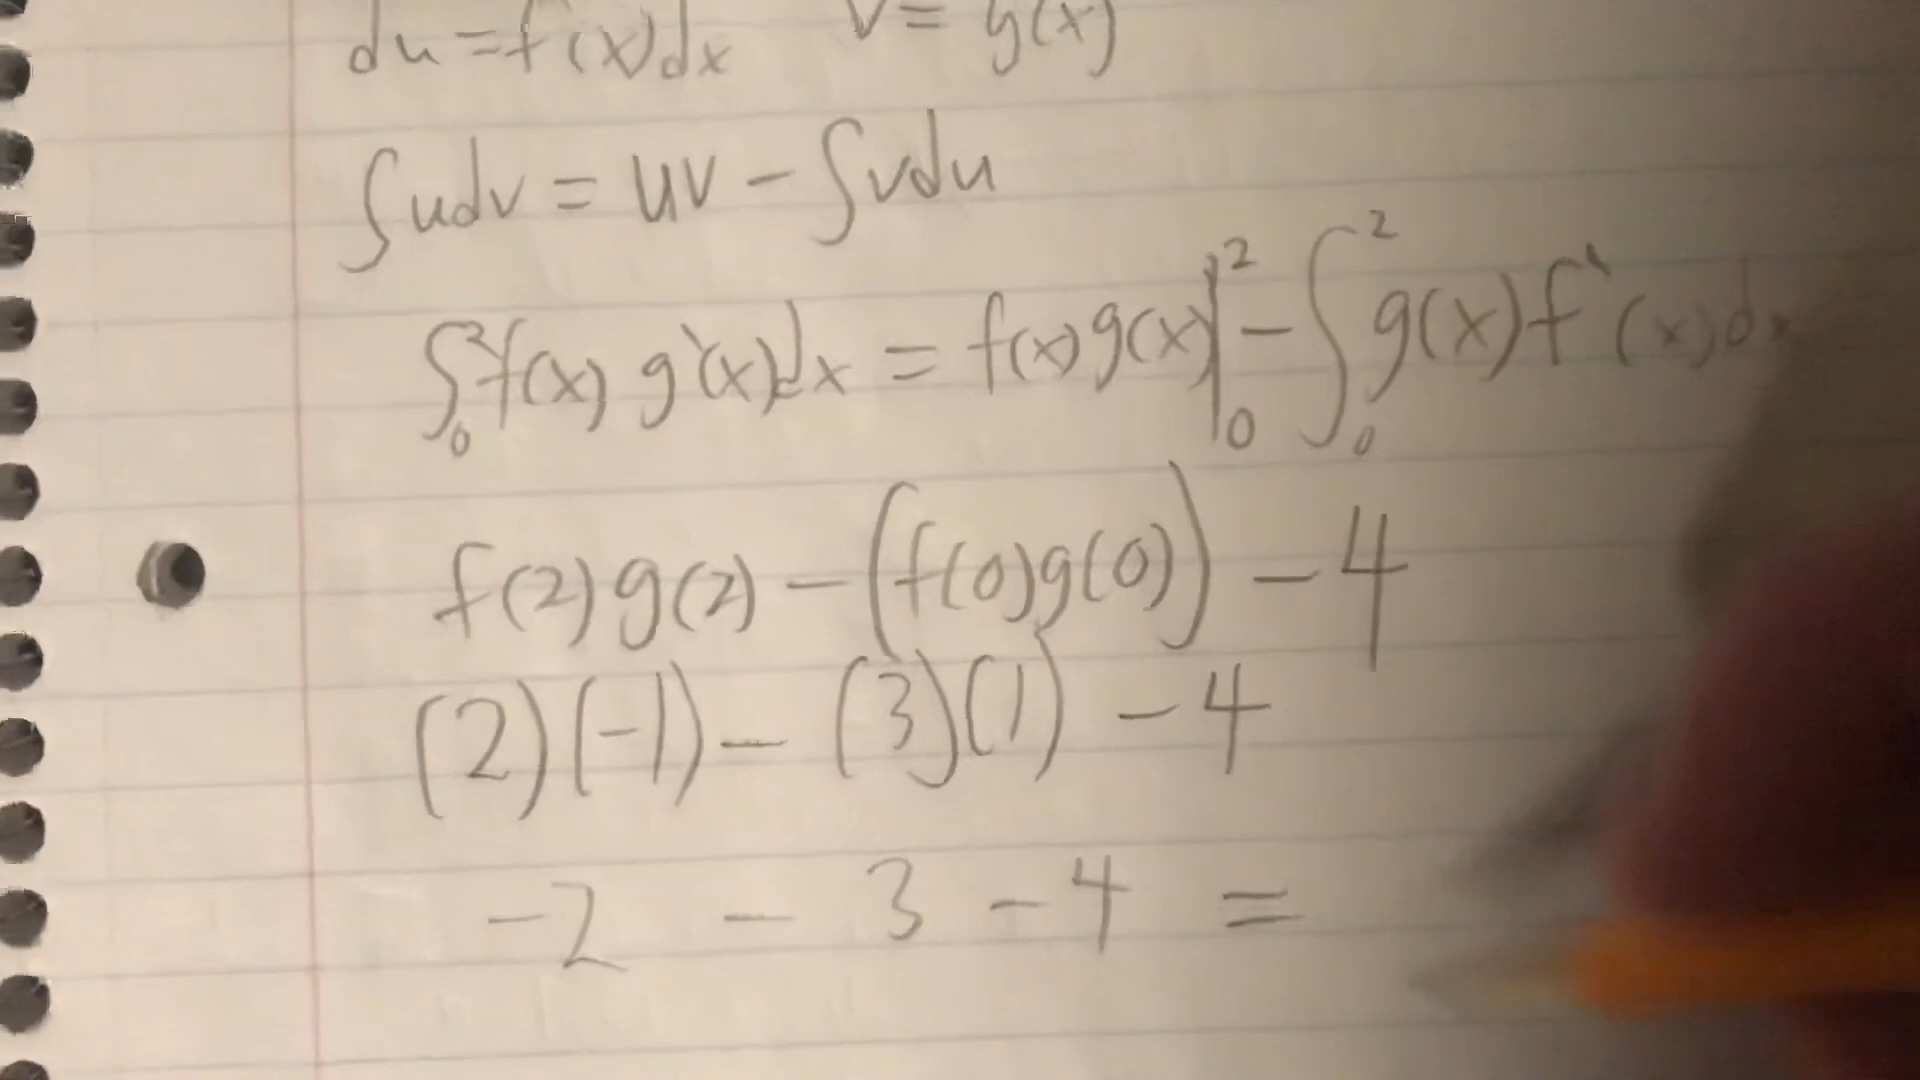 du = f'(x)dx v = g(x)
∫udv = uv - ∫vdu
∫₀² f(x) g'(x)dx = f(x)g(x)|₀² - ∫₀² g(x)f'(x)dx
f(2)g(2) - (f(0)g(0)) - 4
(2)(-1) - (3)(1) - 4
-2 - 3 - 4 =